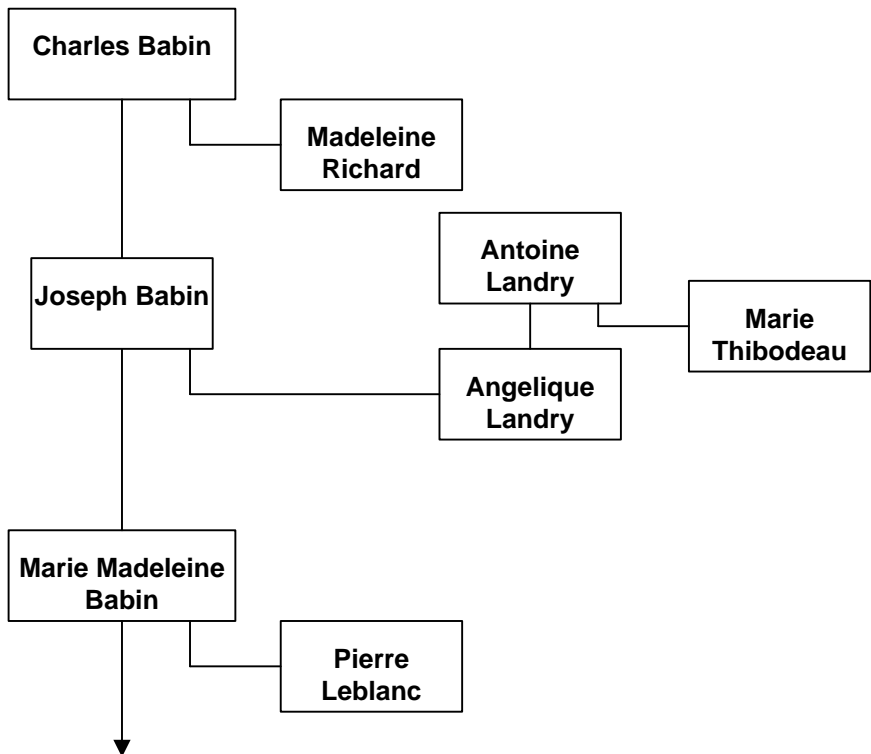 Charles Babin
Madeleine
Richard
Antoine
Landry
Joseph Babin
Marie
Thibodeau
Angelique
Landry
Marie Madeleine
Babin
Pierre
Leblanc